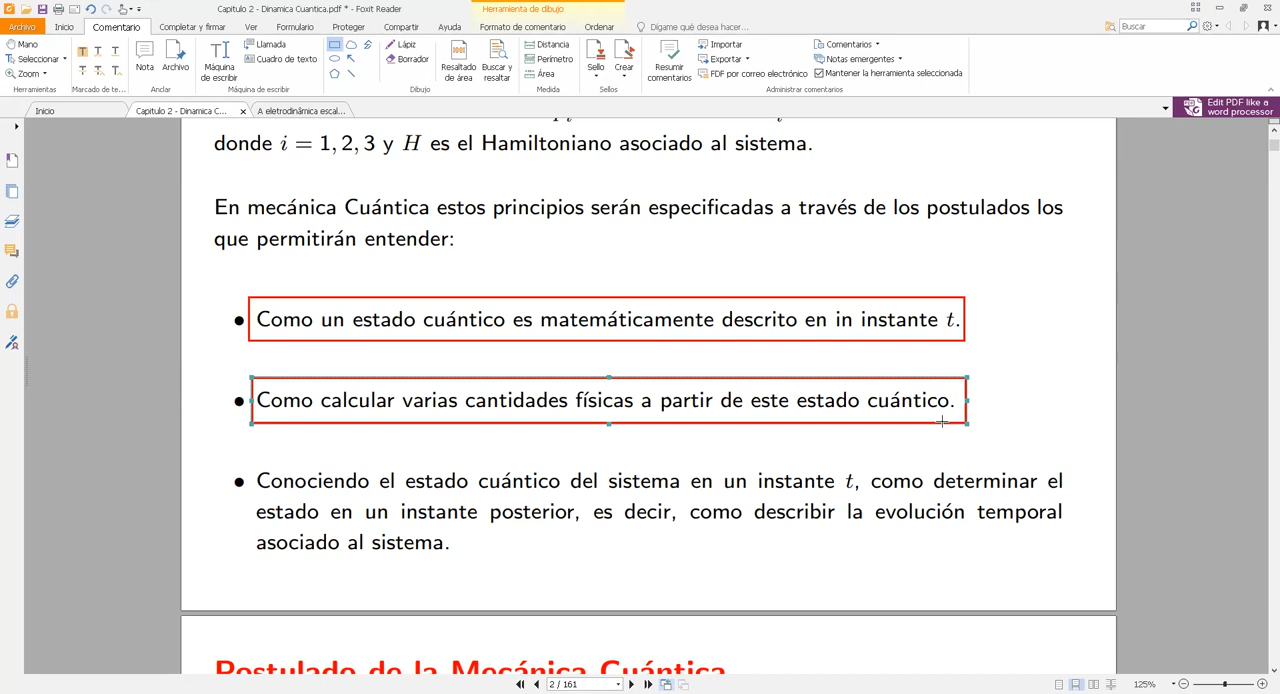 Capitulo 2 - Dinamica Cuantica.pdf * - Foxit Reader
Herramienta de dibujo
Archivo Inicio Comentario Completar y firmar Ver Formulario Proteger Compartir Ayuda Formato de comentario Ordenar Dígame qué desea hacer... Buscar
Mano
Seleccionar
Zoom
Herramientas
Marcado de te...
Nota
Archivo
Anclar
Máquina de escribir
Llamada
Cuadro de texto
Máquina de escribir
Lápiz
Borrador
Dibujo
Resaltado de área
Buscar y resaltar
Distancia
Perímetro
Área
Medida
Sello
Crear
Sellos
Resumir comentarios
Importar
Exportar
PDF por correo electrónico
Comentarios
Notas emergentes
Mantener la herramienta seleccionada
Administrar comentarios
Inicio
Capitulo 2 - Dinamica C...
A eletrodinâmica escal...
Edit PDF like a
word processor
donde i = 1, 2, 3 y H es el Hamiltoniano asociado al sistema.
En mecánica Cuántica estos principios serán especificadas a través de los postulados los
que permitirán entender:
● Como un estado cuántico es matemáticamente descrito en in instante t.
● Como calcular varias cantidades físicas a partir de este estado cuántico.
● Conociendo el estado cuántico del sistema en un instante t, como determinar el
estado en un instante posterior, es decir, como describir la evolución temporal
asociado al sistema.
Postulado de la Mecánica Cuántica
2 / 161
125%